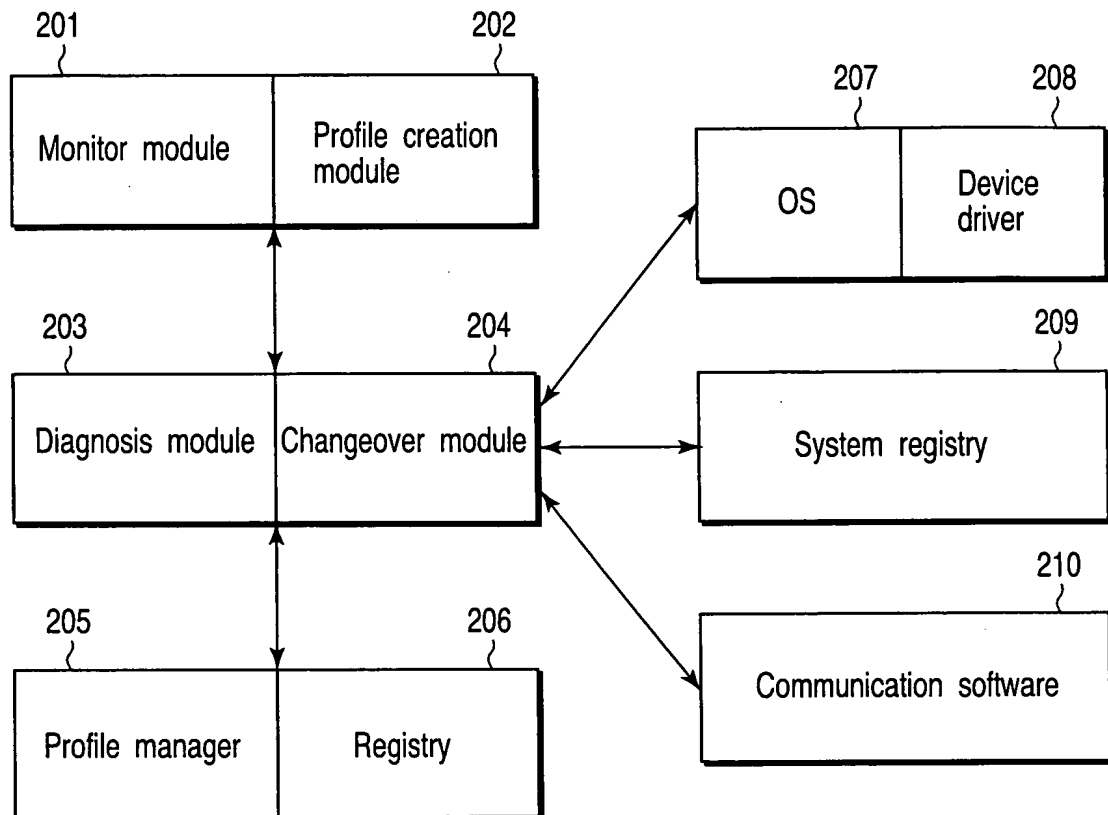 201
202
Monitor module
Profile creation
module
207
208
OS
Device
driver
203
204
Diagnosis module
Changeover module
209
System registry
205
206
Profile manager
Registry
210
Communication software